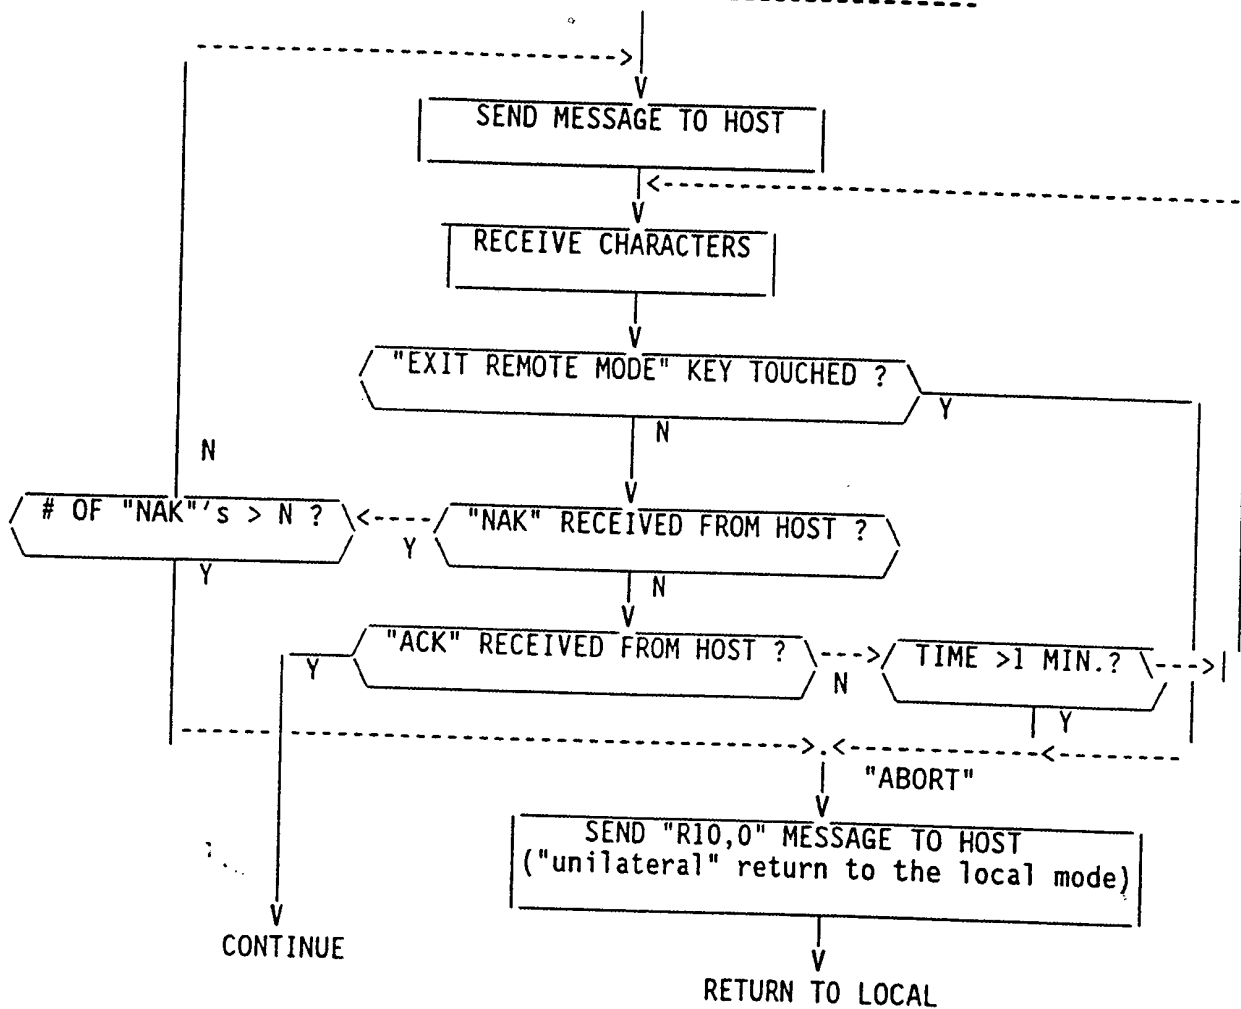 SEND MESSAGE TO HOST
RECEIVE CHARACTERS
"EXIT REMOTE MODE" KEY TOUCHED ?
Y
N
N
# OF "NAK"'s > N ?
"NAK" RECEIVED FROM HOST ?
Y
Y
N
"ACK" RECEIVED FROM HOST ?
TIME >1 MIN.?
Y
N
Y
"ABORT"
SEND "R10,0" MESSAGE TO HOST
("unilateral" return to the local mode)
CONTINUE
RETURN TO LOCAL